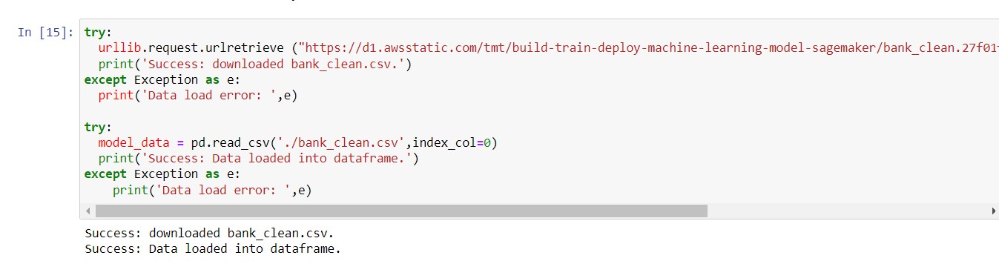 In [15]: try:
urllib.request.urlretrieve ("https://d1.awsstatic.com/tmt/build-train-deploy-machine-learning-model-sagemaker/bank_clean.27f01
print('Success: downloaded bank_clean.csv.')
except Exception as e:
print('Data load error: ',e)
try:
model_data = pd.read_csv('./bank_clean.csv',index_col=0)
print('Success: Data loaded into dataframe.')
except Exception as e:
print('Data load error: ',e)
Success: downloaded bank_clean.csv.
Success: Data loaded into dataframe.